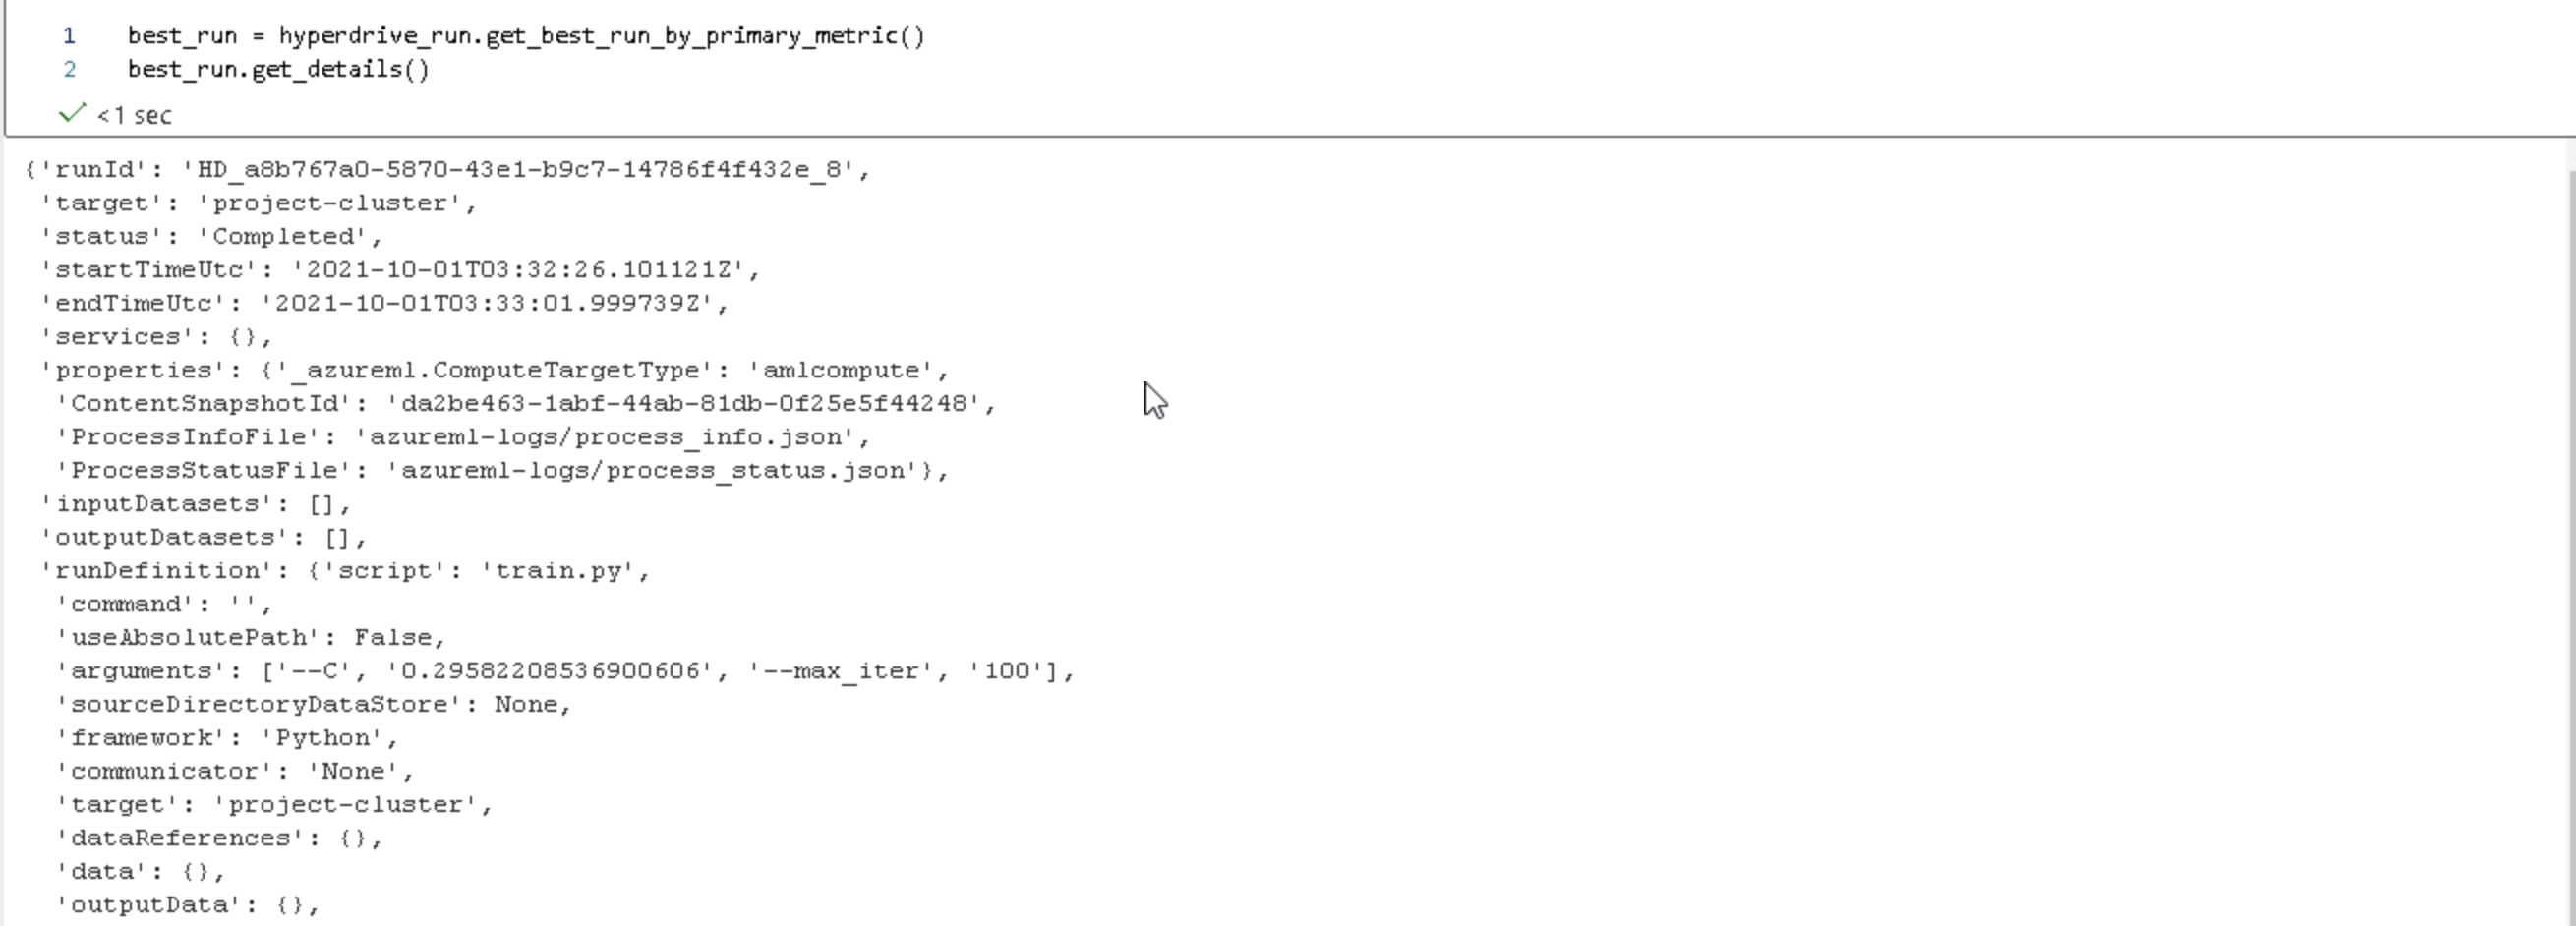 1 best_run = hyperdrive_run.get_best_run_by_primary_metric()
2 best_run.get_details()
<1 sec
{'runId': 'HD_a8b767a0-5870-43e1-b9c7-14786f4f432e_8',
'target': 'project-cluster',
'status': 'Completed',
'startTimeUtc': '2021-10-01T03:32:26.101121Z',
'endTimeUtc': '2021-10-01T03:33:01.999739Z',
'services': {},
'properties': {'_azureml.ComputeTargetType': 'amlcompute',
'ContentSnapshotId': 'da2be463-1abf-44ab-81db-0f25e5f44248',
'ProcessInfoFile': 'azureml-logs/process_info.json',
'ProcessStatusFile': 'azureml-logs/process_status.json'},
'inputDatasets': [],
'outputDatasets': [],
'runDefinition': {'script': 'train.py',
'command': '',
'useAbsolutePath': False,
'arguments': ['--C', '0.29582208536900606', '--max_iter', '100'],
'sourceDirectoryDataStore': None,
'framework': 'Python',
'communicator': 'None',
'target': 'project-cluster',
'dataReferences': {},
'data': {},
'outputData': {},